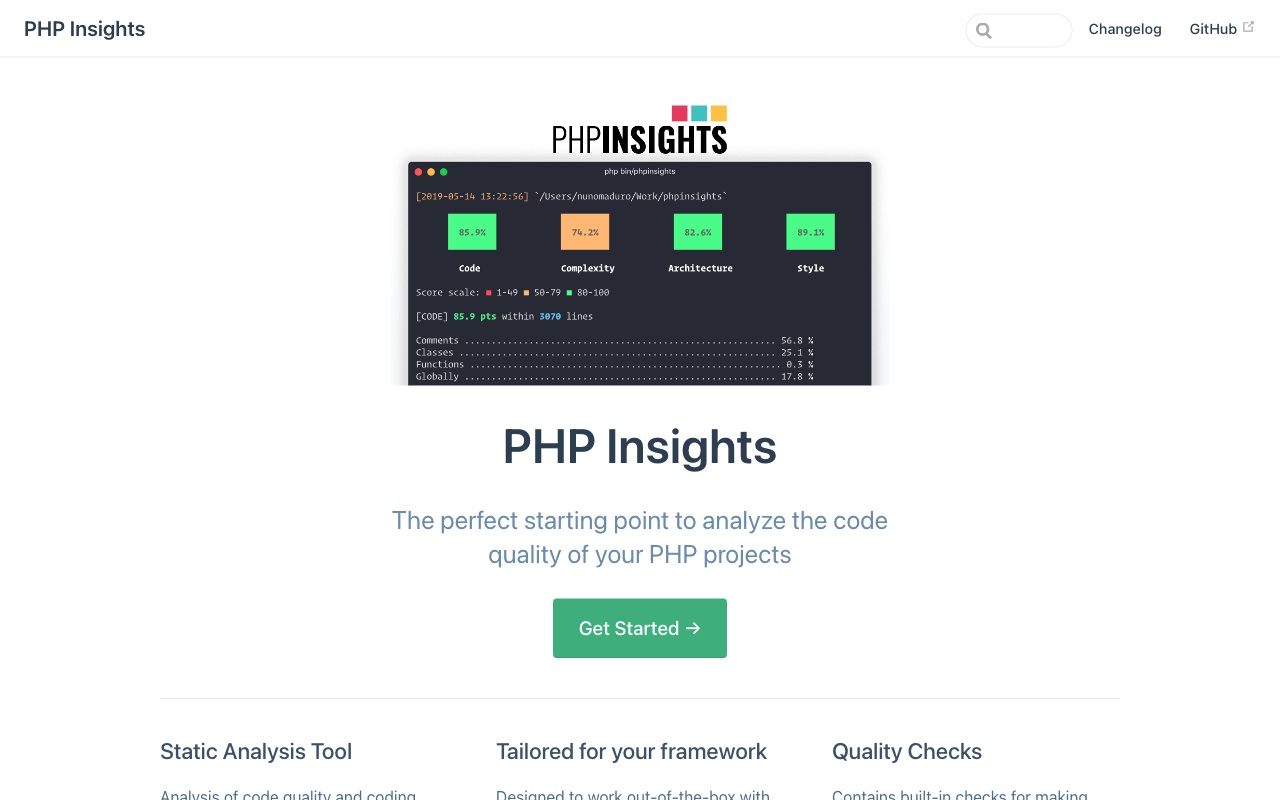 PHP Insights
Changelog
GitHub
PHPINSIGHTS
php bin/phpinsights
[2019-05-14 13:22:56] `/Users/nunomaduro/Work/phpinsights`
85.9% 74.2% 82.6% 89.1%
Code Complexity Architecture Style
Score scale: 1-49 50-79 80-100
[CODE] 85.9 pts within 3070 lines
Comments .......................................................... 56.8 %
Classes ........................................................... 25.1 %
Functions .......................................................... 0.3 %
Globally .......................................................... 17.8 %
PHP Insights
The perfect starting point to analyze the code
quality of your PHP projects
Get Started →
Static Analysis Tool
Analysis of code quality and coding
Tailored for your framework
Designed to work out-of-the-box with
Quality Checks
Contains built-in checks for making